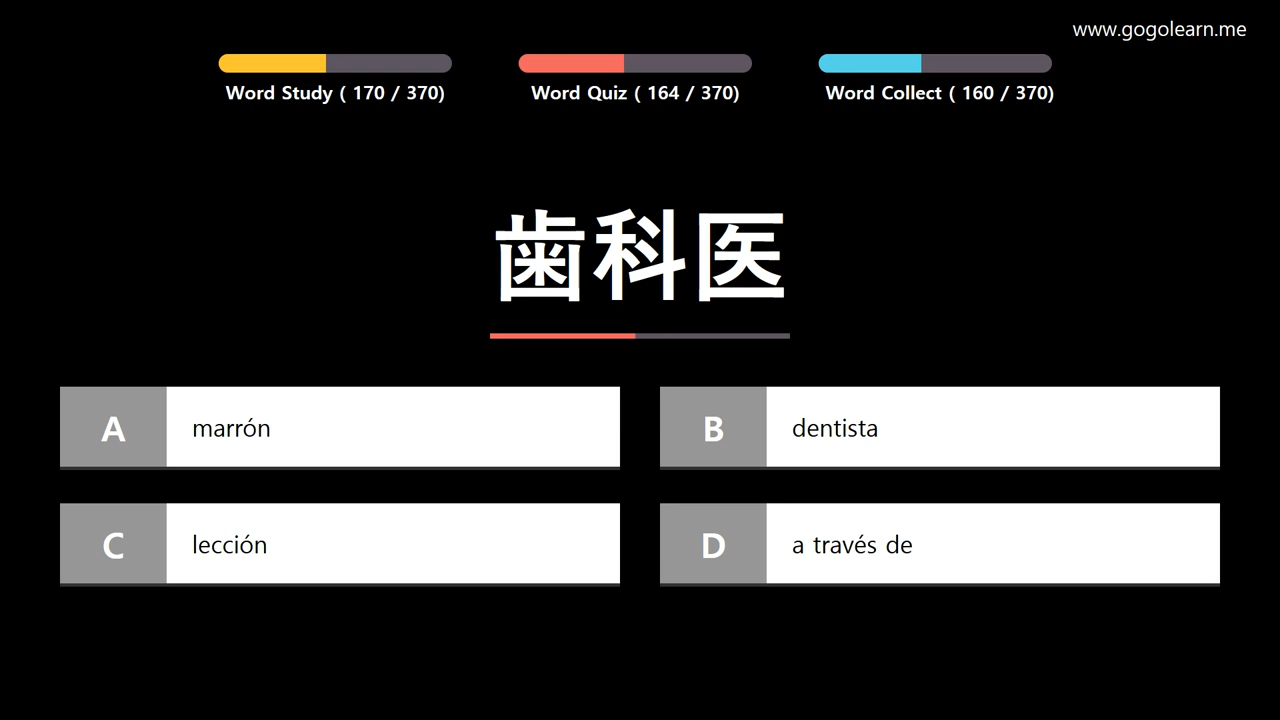 www.gogolearn.me
Word Study ( 170 / 370)
Word Quiz ( 164 / 370)
Word Collect ( 160 / 370)
歯科医
A marrón
B dentista
C lección
D a través de